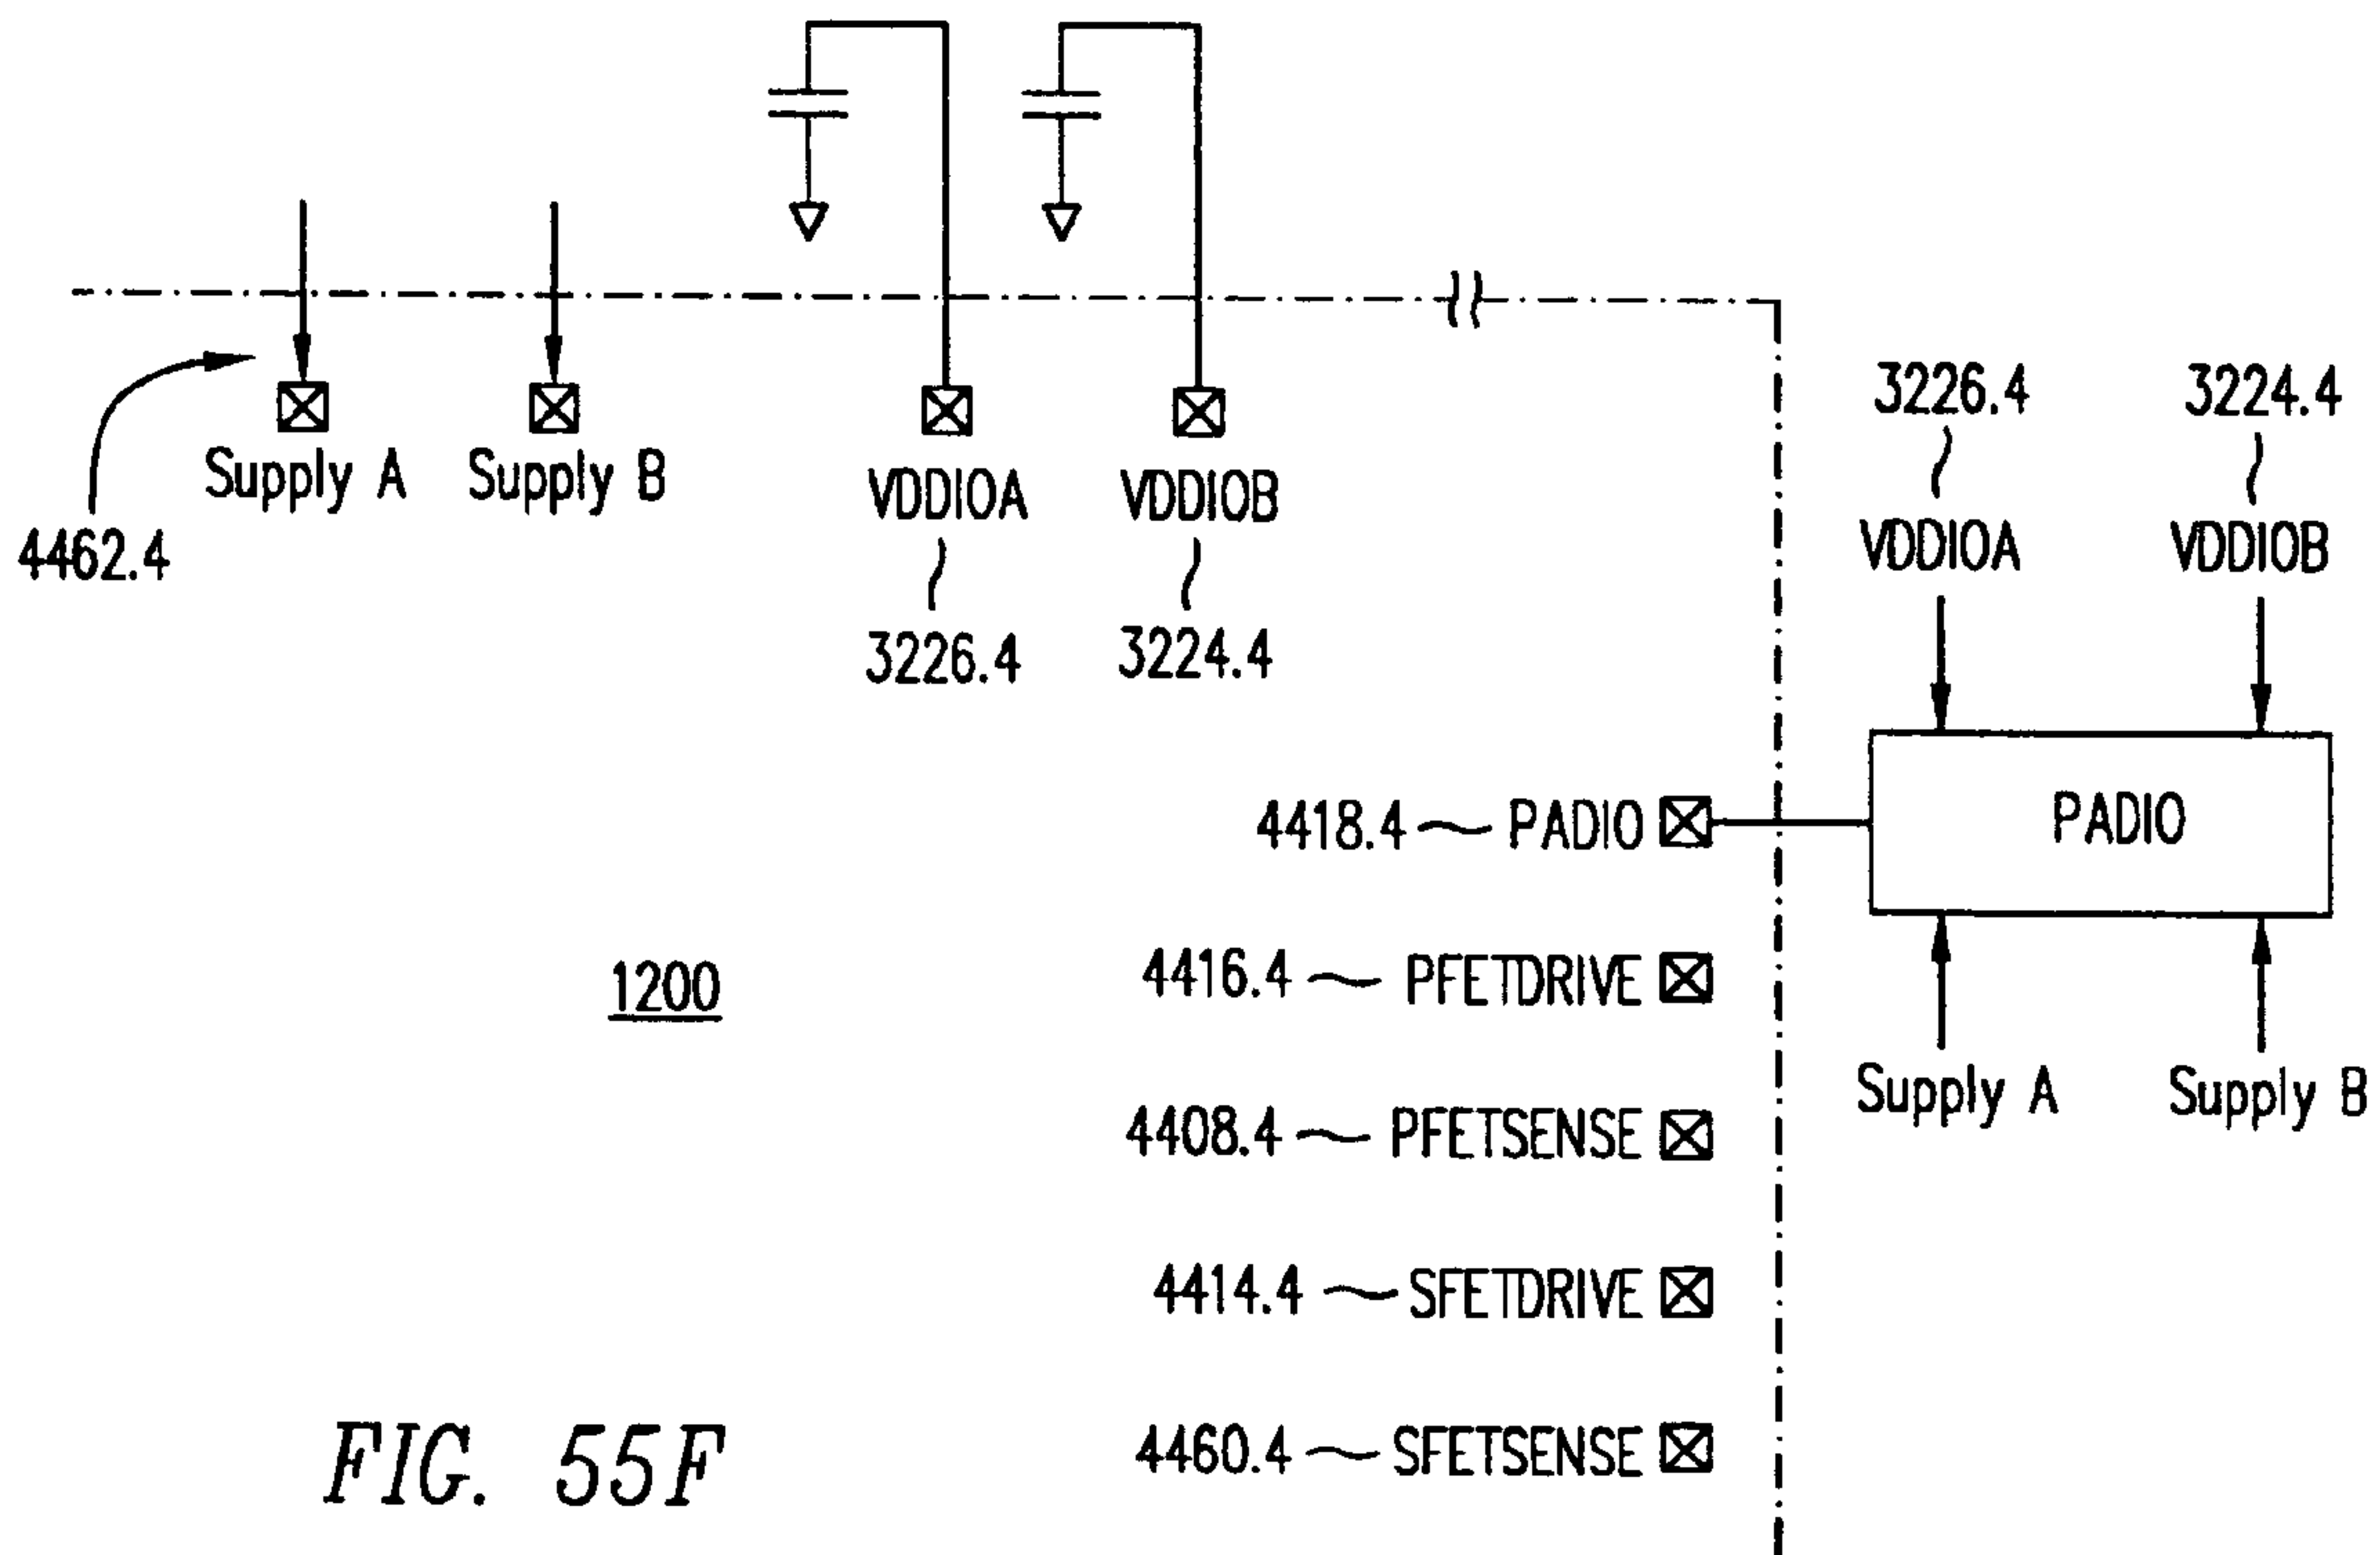 Supply A
Supply B
4462.4
VDDIOA
VDDIOB
3226.4
3224.4
3226.4
3224.4
VDDIOA
VDDIOB
4418.4 PADIO
PADIO
4416.4 PFETDRIVE
4408.4 PFETSENSE
Supply A
Supply B
1200
4414.4 SFETDRIVE
4460.4 SFETSENSE
FIG. 55F